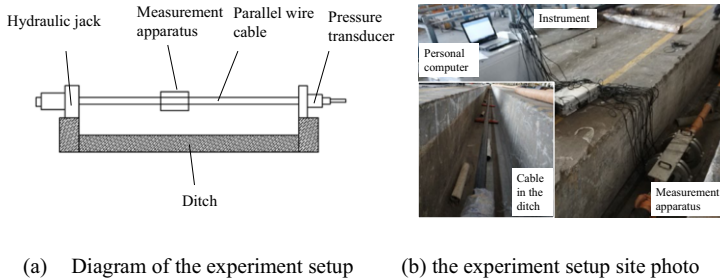 Hydraulic jack
Measurement
apparatus
Parallel wire
cable
Pressure
transducer
Ditch
Instrument
Personal
computer
Cable
in the
ditch
Measurement
apparatus
(a) Diagram of the experiment setup
(b) the experiment setup site photo